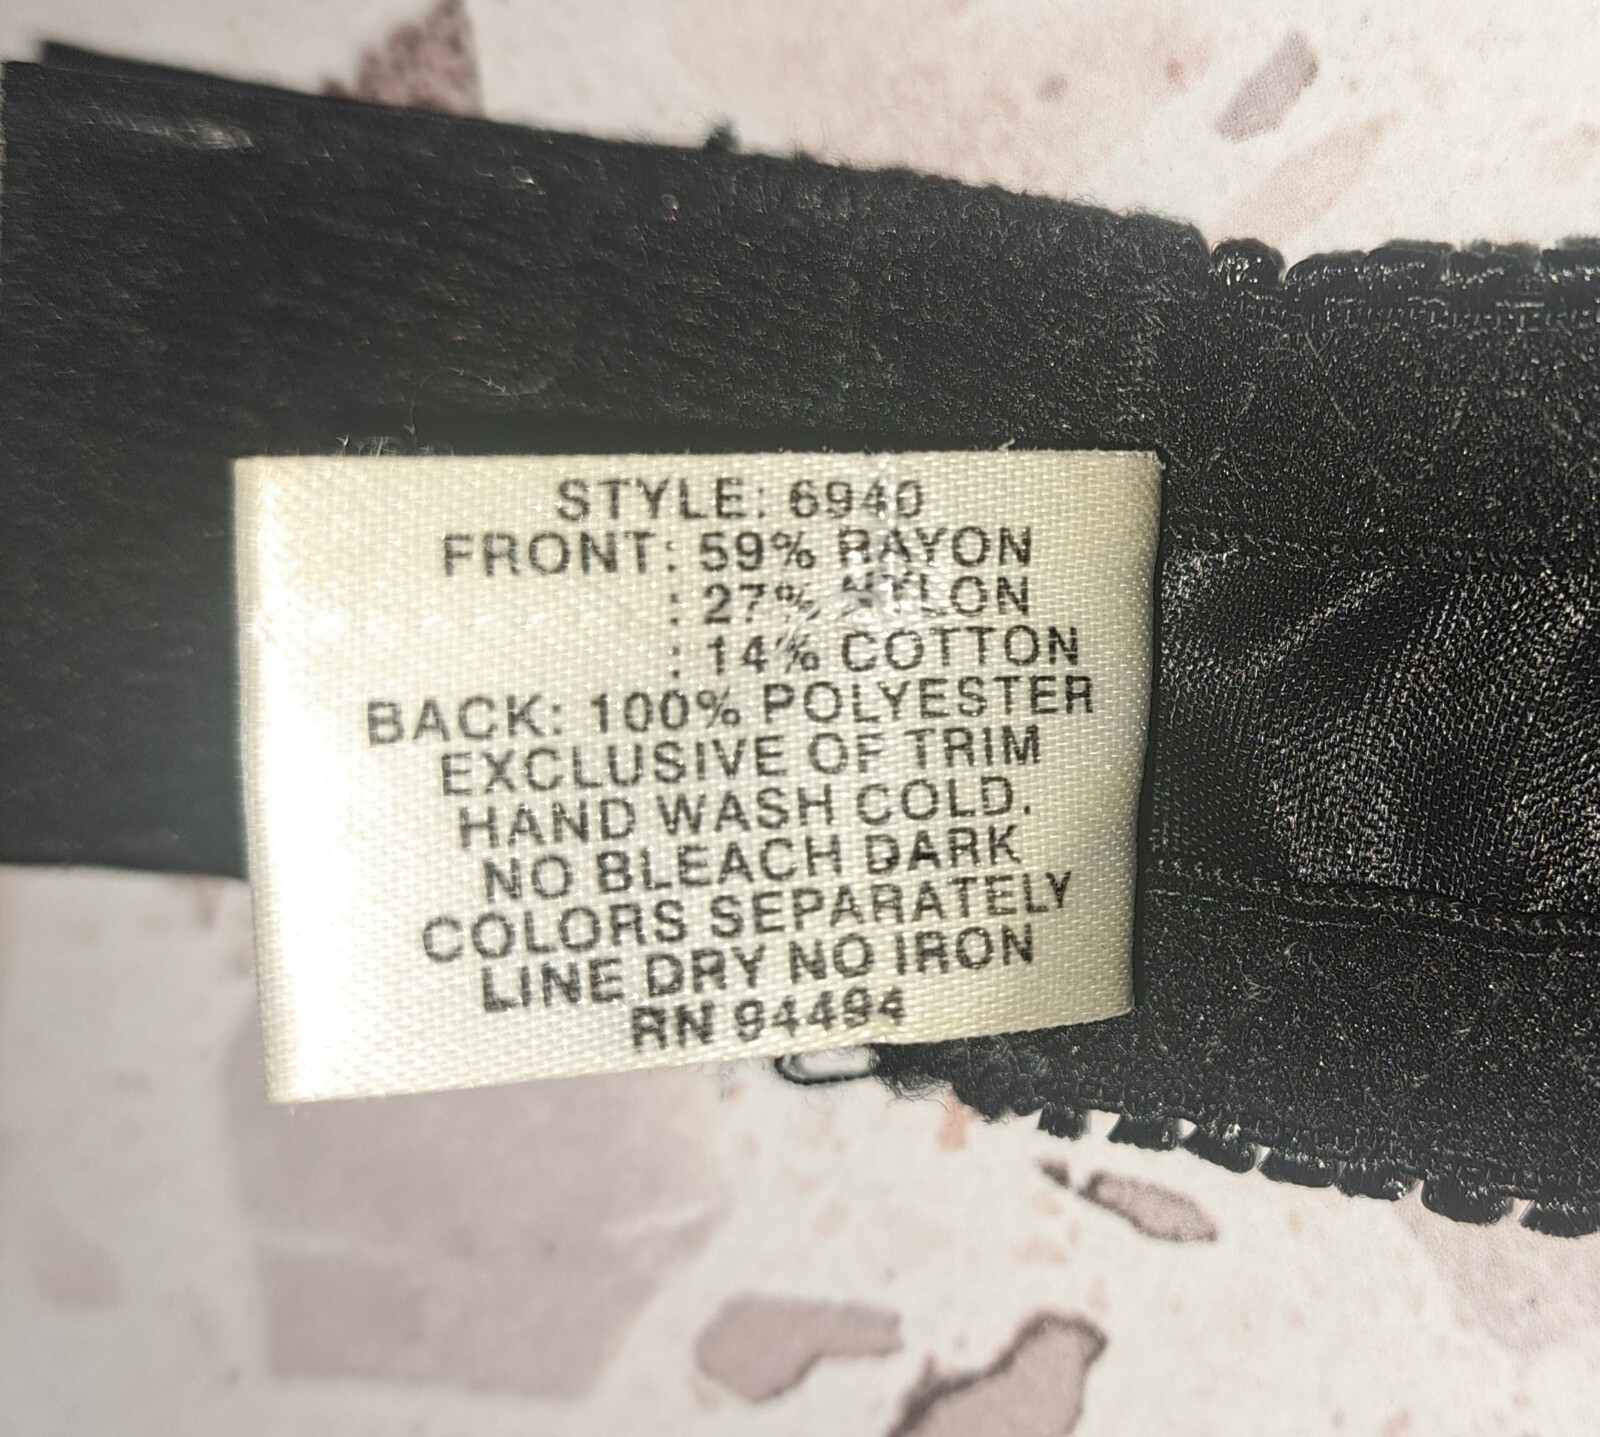 STYLE: 6940
FRONT: 59% RAYON
: 27% NYLON
: 14% COTTON
BACK: 100% POLYESTER
EXCLUSIVE OF TRIM
HAND WASH COLD.
NO BLEACH DARK
COLORS SEPARATELY
LINE DRY NO IRON
RN 94494